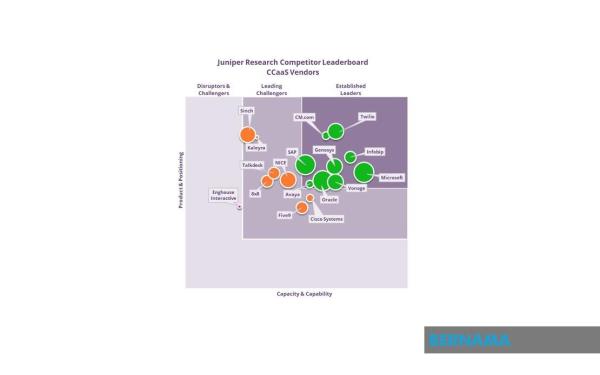 Juniper Research Competitor Leaderboard
CCaaS Vendors
Disruptors &
Challengers
Leading
Challengers
Established
Leaders
Sinch
CM.com
Twilio
Kaleyra
SAP
Genesys
Infobip
Talkdesk
NICE
Microsoft
8x8
Avaya
Vonage
Enghouse
Interactive
Oracle
Five9
Cisco Systems
Product & Positioning
Capacity & Capability
BERNAMA